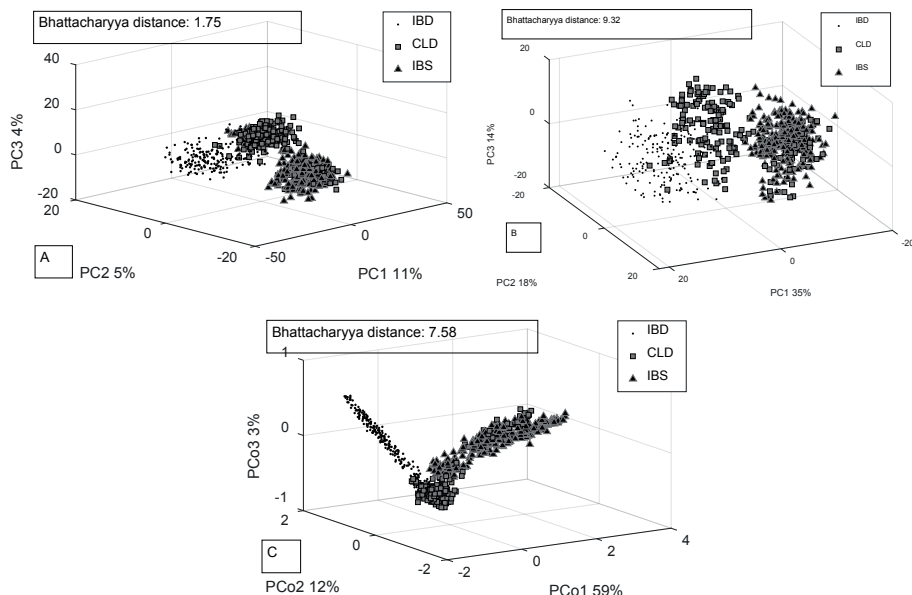 Bhattacharyya distance: 1.75
IBD
CLD
IBS
40
20
0
-20
PC3 4%
20
0
-20
PC2 5%
-50
0
50
PC1 11%
A
Bhattacharyya distance: 9.32
IBD
CLD
IBS
20
0
-20
PC3 14%
-20
0
20
PC2 18%
20
0
-20
PC1 35%
B
Bhattacharyya distance: 7.58
IBD
CLD
IBS
1
0
-1
PCo3 3%
2
0
-2
PCo2 12%
-2
0
2
4
PCo1 59%
C